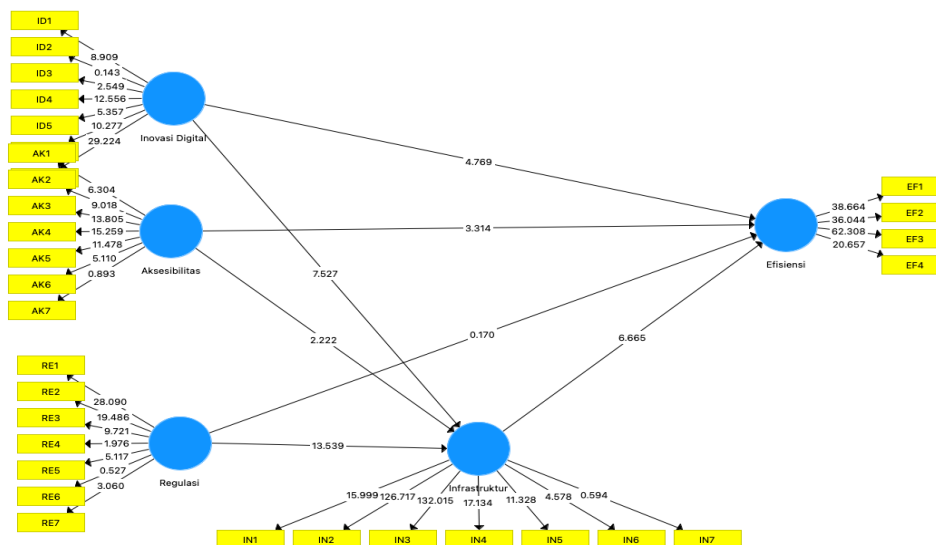 ID1
ID2
ID3
ID4
ID5
8.909
0.143
2.549
12.556
5.357
10.277
29.224
Inovasi Digital
AK1
AK2
AK3
AK4
AK5
AK6
AK7
6.304
9.018
13.805
15.259
11.478
5.110
0.893
Aksesibilitas
4.769
3.314
7.527
2.222
0.170
6.665
13.539
Efisiensi
38.664
36.044
62.308
20.657
EF1
EF2
EF3
EF4
RE1
RE2
RE3
RE4
RE5
RE6
RE7
28.090
19.486
9.721
1.976
5.117
0.527
3.060
Regulasi
Infrastruktur
15.999
126.717
132.015
17.134
11.328
4.578
0.594
IN1
IN2
IN3
IN4
IN5
IN6
IN7